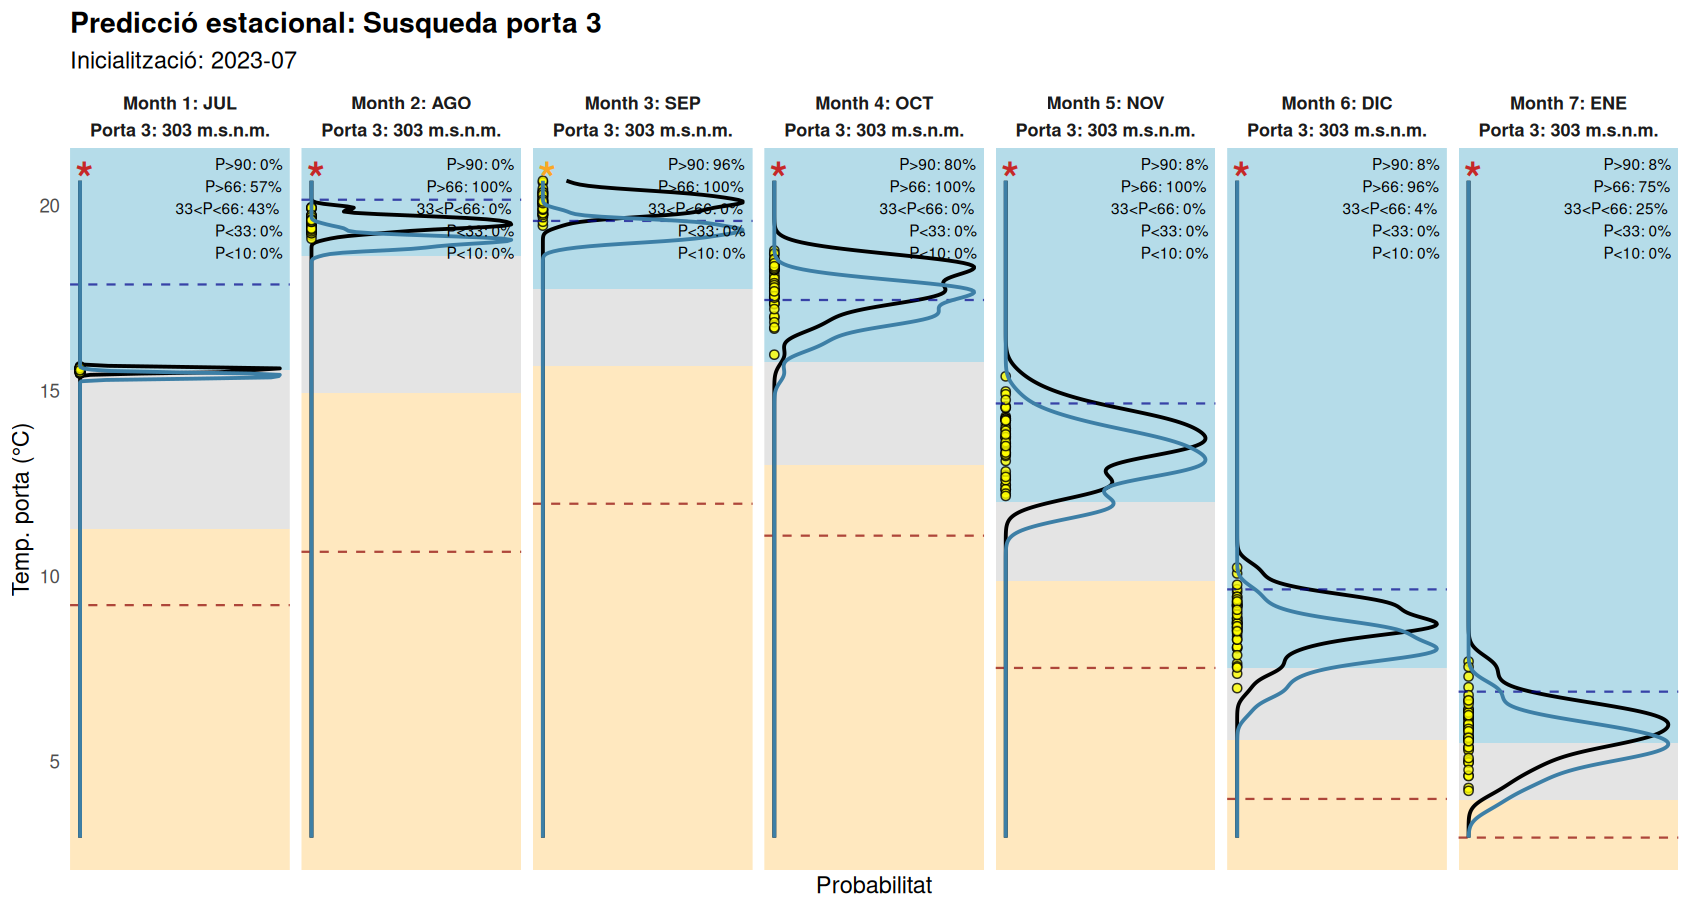 Predicció estacional: Susqueda porta 3
Inicialització: 2023-07
Month 1: JUL
Porta 3: 303 m.s.n.m.
Month 2: AGO
Porta 3: 303 m.s.n.m.
Month 3: SEP
Porta 3: 303 m.s.n.m.
Month 4: OCT
Porta 3: 303 m.s.n.m.
Month 5: NOV
Porta 3: 303 m.s.n.m.
Month 6: DIC
Porta 3: 303 m.s.n.m.
Month 7: ENE
Porta 3: 303 m.s.n.m.
*
P>90: 0%
P>66: 57%
33<P<66: 43%
P<33: 0%
P<10: 0%
*
P>90: 0%
P>66: 100%
33<P<66: 0%
P<33: 0%
P<10: 0%
*
P>90: 96%
P>66: 100%
33<P<66: 0%
P<33: 0%
P<10: 0%
*
P>90: 80%
P>66: 100%
33<P<66: 0%
P<33: 0%
P<10: 0%
*
P>90: 8%
P>66: 100%
33<P<66: 0%
P<33: 0%
P<10: 0%
*
P>90: 8%
P>66: 96%
33<P<66: 4%
P<33: 0%
P<10: 0%
*
P>90: 8%
P>66: 75%
33<P<66: 25%
P<33: 0%
P<10: 0%
20
15
10
5
Temp. porta (°C)
Probabilitat